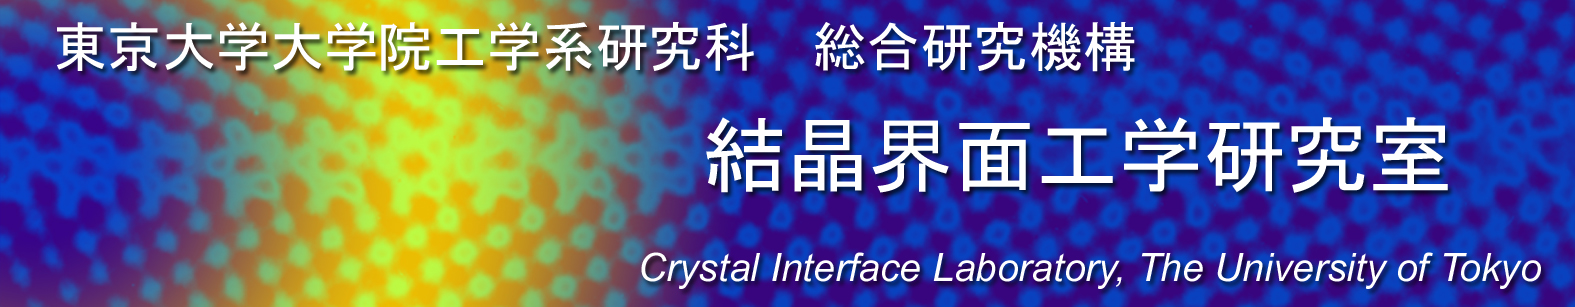 東京大学大学院工学系研究科　総合研究機構
結晶界面工学研究室
Crystal Interface Laboratory, The University of Tokyo